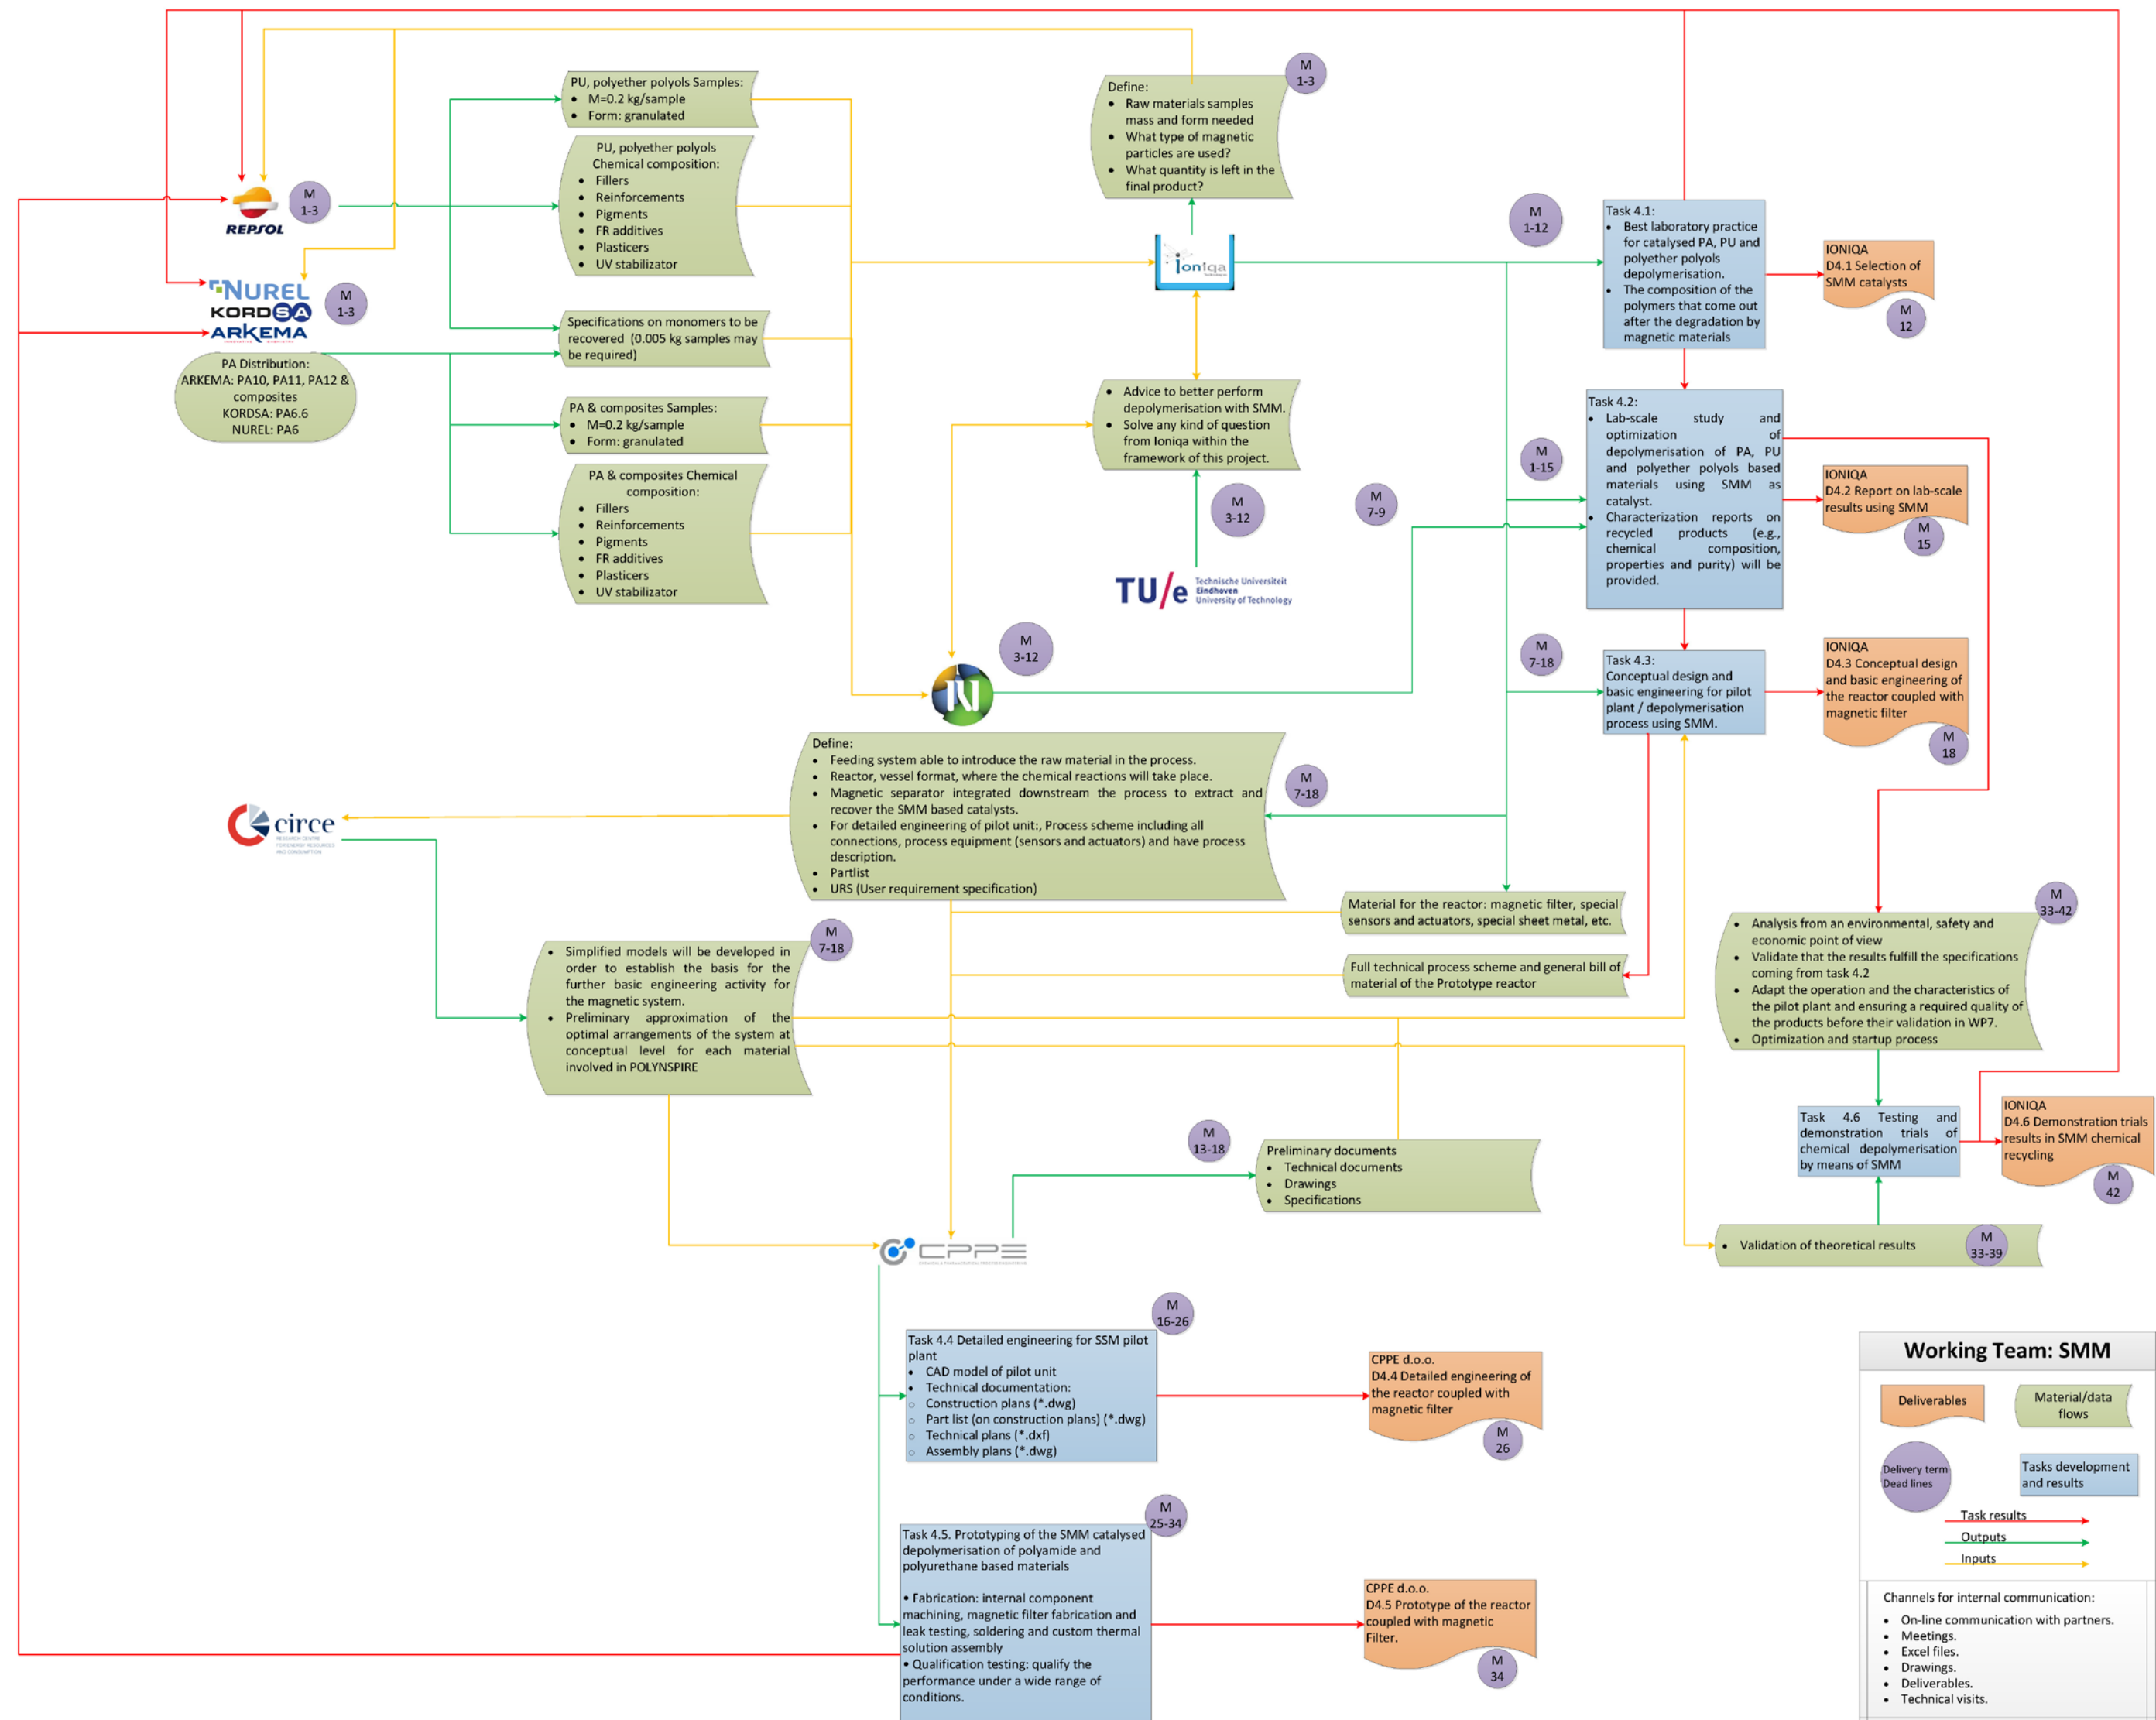 PU, polyether polyols Samples:
• M=0.2 kg/sample
• Form: granulated
PU, polyether polyols
Chemical composition:
• Fillers
• Reinforcements
• Pigments
• FR additives
• Plasticers
• UV stabilizator
Specifications on monomers to be
recovered (0.005 kg samples may
be required)
PA & composites Samples:
• M=0.2 kg/sample
• Form: granulated
PA & composites Chemical
composition:
• Fillers
• Reinforcements
• Pigments
• FR additives
• Plasticers
• UV stabilizator
REPSOL
M
1-3
NUREL
KORDSA
ARKEMA
M
1-3
PA Distribution:
ARKEMA: PA10, PA11, PA12 &
composites
KORDSA: PA6.6
NUREL: PA6
M
1-3
Define:
• Raw materials samples
mass and form needed
• What type of magnetic
particles are used?
• What quantity is left in the
final product?
ioniqa
• Advice to better perform
depolymerisation with SMM.
• Solve any kind of question
from Ioniqa within the
framework of this project.
M
3-12
M
7-9
TU/e
Technische Universiteit
Eindhoven
University of Technology
M
3-12
N
M
1-12
Task 4.1:
• Best laboratory practice
for catalysed PA, PU and
polyether polyols
depolymerisation.
• The composition of the
polymers that come out
after the degradation by
magnetic materials
IONIQA
D4.1 Selection of
SMM catalysts
M
12
M
1-15
Task 4.2:
• Lab-scale study and
optimization of
depolymerisation of PA, PU
and polyether polyols based
materials using SMM as
catalyst.
• Characterization reports on
recycled products (e.g.,
chemical composition,
properties and purity) will be
provided.
IONIQA
D4.2 Report on lab-scale
results using SMM
M
15
M
7-18
Task 4.3:
Conceptual design and
basic engineering for pilot
plant / depolymerisation
process using SMM.
IONIQA
D4.3 Conceptual design
and basic engineering of
the reactor coupled with
magnetic filter
M
18
Define:
• Feeding system able to introduce the raw material in the process.
• Reactor, vessel format, where the chemical reactions will take place.
• Magnetic separator integrated downstream the process to extract and
recover the SMM based catalysts.
• For detailed engineering of pilot unit:, Process scheme including all
connections, process equipment (sensors and actuators) and have process
description.
• Partlist
• URS (User requirement specification)
M
7-18
circe
RESEARCH CENTRE
FOR ENERGY RESOURCES
AND CONSUMPTION
M
7-18
• Simplified models will be developed in
order to establish the basis for the
further basic engineering activity for
the magnetic system.
• Preliminary approximation of the
optimal arrangements of the system at
conceptual level for each material
involved in POLYNSPIRE
Material for the reactor: magnetic filter, special
sensors and actuators, special sheet metal, etc.
Full technical process scheme and general bill of
material of the Prototype reactor
M
33-42
• Analysis from an environmental, safety and
economic point of view
• Validate that the results fulfill the specifications
coming from task 4.2
• Adapt the operation and the characteristics of
the pilot plant and ensuring a required quality of
the products before their validation in WP7.
• Optimization and startup process
Task 4.6 Testing and
demonstration trials of
chemical depolymerisation
by means of SMM
IONIQA
D4.6 Demonstration trials
results in SMM chemical
recycling
M
42
• Validation of theoretical results
M
33-39
M
13-18
Preliminary documents
• Technical documents
• Drawings
• Specifications
CPPE
CHEMICAL & PHARMACEUTICAL PROCESS ENGINEERING
M
16-26
Task 4.4 Detailed engineering for SSM pilot
plant
• CAD model of pilot unit
• Technical documentation:
○ Construction plans (*.dwg)
○ Part list (on construction plans) (*.dwg)
○ Technical plans (*.dxf)
○ Assembly plans (*.dwg)
CPPE d.o.o.
D4.4 Detailed engineering of
the reactor coupled with
magnetic filter
M
26
M
25-34
Task 4.5. Prototyping of the SMM catalysed
depolymerisation of polyamide and
polyurethane based materials
• Fabrication: internal component
machining, magnetic filter fabrication and
leak testing, soldering and custom thermal
solution assembly
• Qualification testing: qualify the
performance under a wide range of
conditions.
CPPE d.o.o.
D4.5 Prototype of the reactor
coupled with magnetic
Filter.
M
34
Working Team: SMM
Deliverables
Material/data
flows
Delivery term
Dead lines
Tasks development
and results
Task results
Outputs
Inputs
Channels for internal communication:
• On-line communication with partners.
• Meetings.
• Excel files.
• Drawings.
• Deliverables.
• Technical visits.